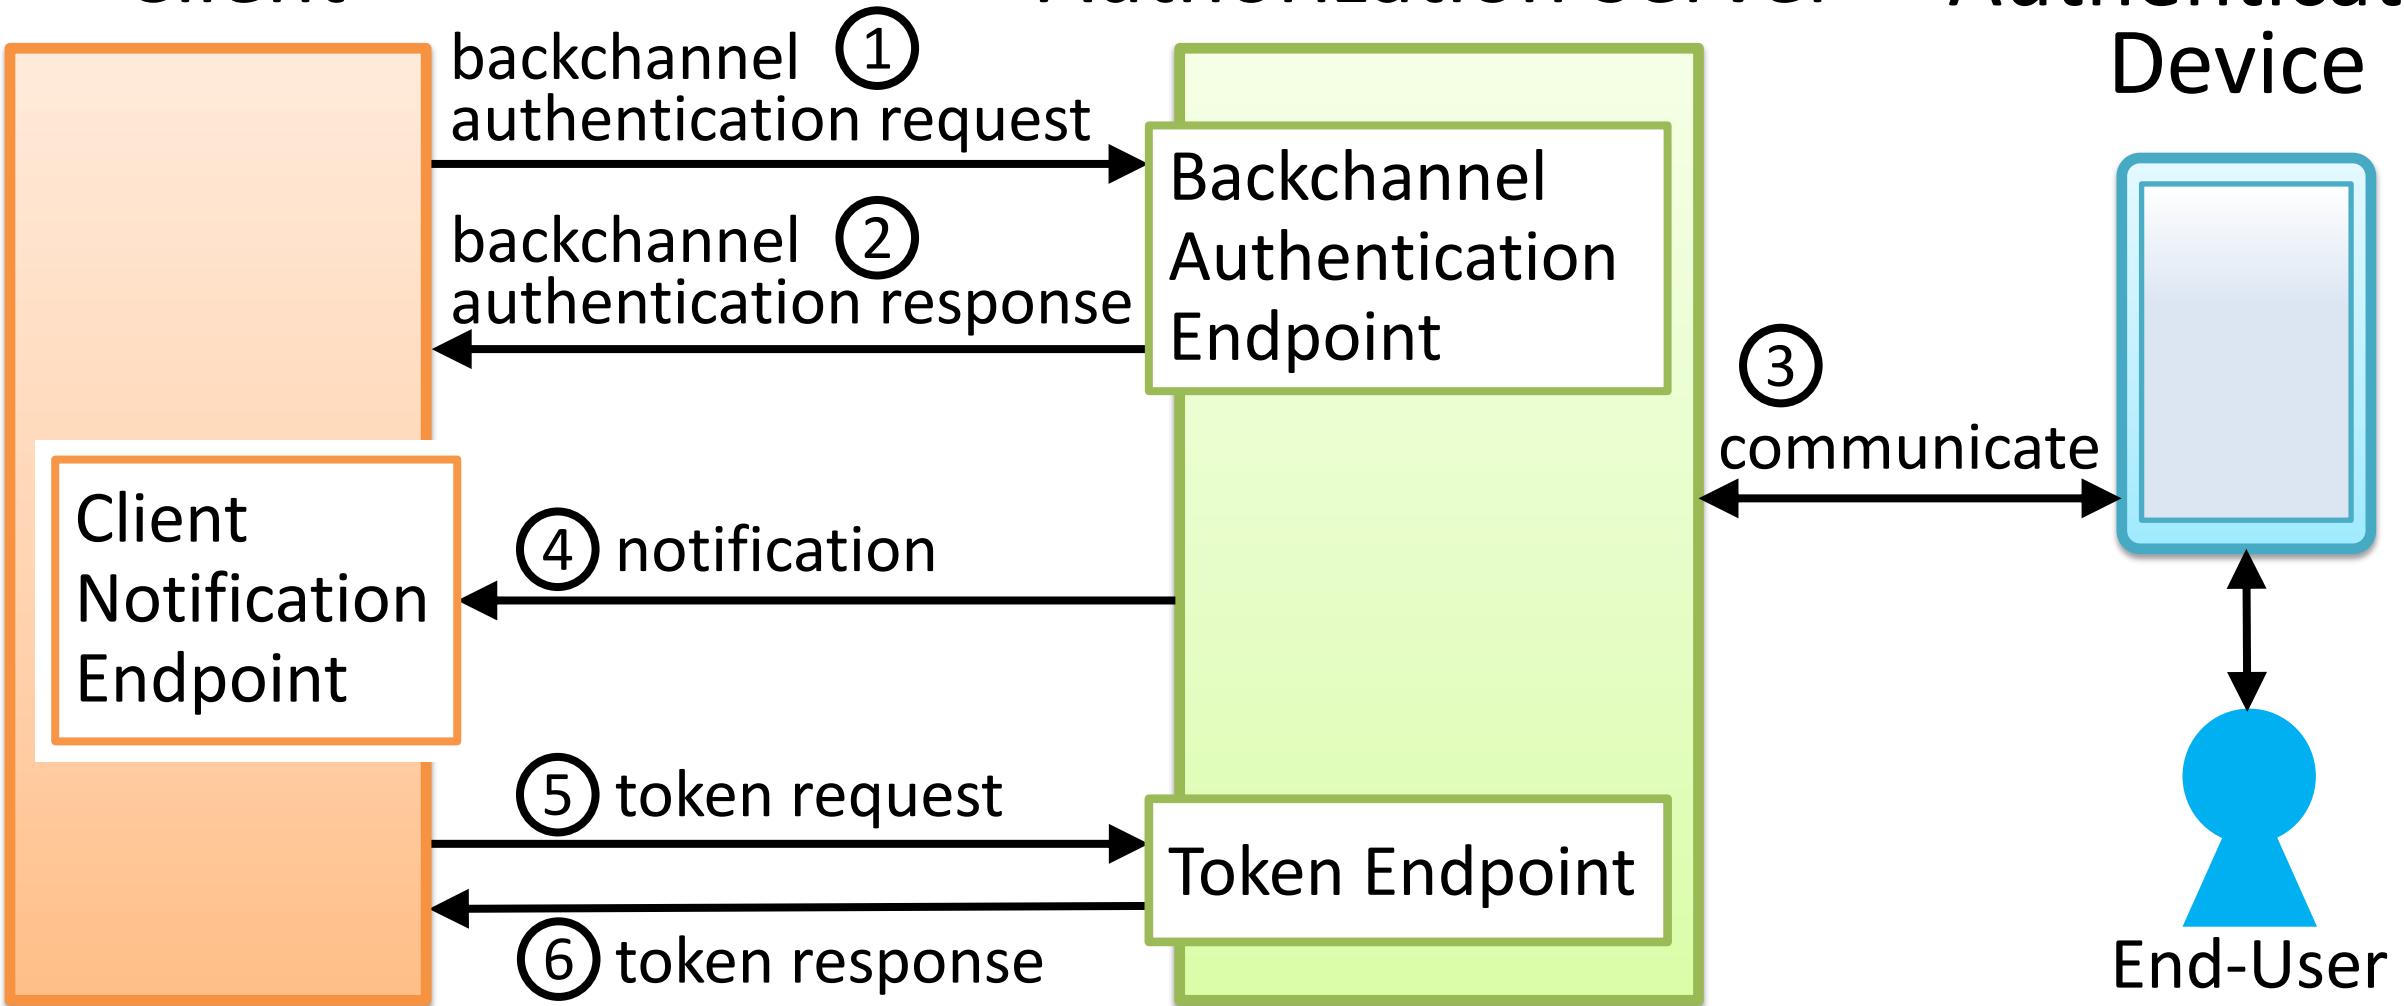 Device
backchannel ①
authentication request
Backchannel
Authentication
Endpoint
backchannel ②
authentication response
③
communicate
Client
Notification
Endpoint
④ notification
⑤ token request
Token Endpoint
⑥ token response
End-User